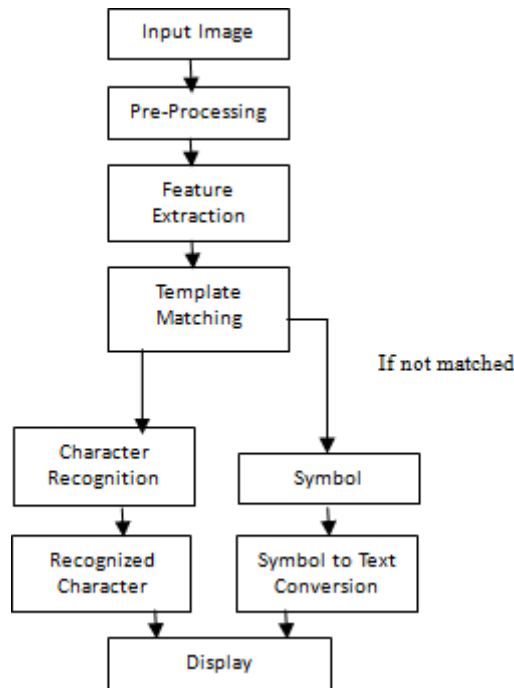 Input Image
Pre-Processing
Feature
Extraction
Template
Matching
If not matched
Character
Recognition
Symbol
Recognized
Character
Symbol to Text
Conversion
Display